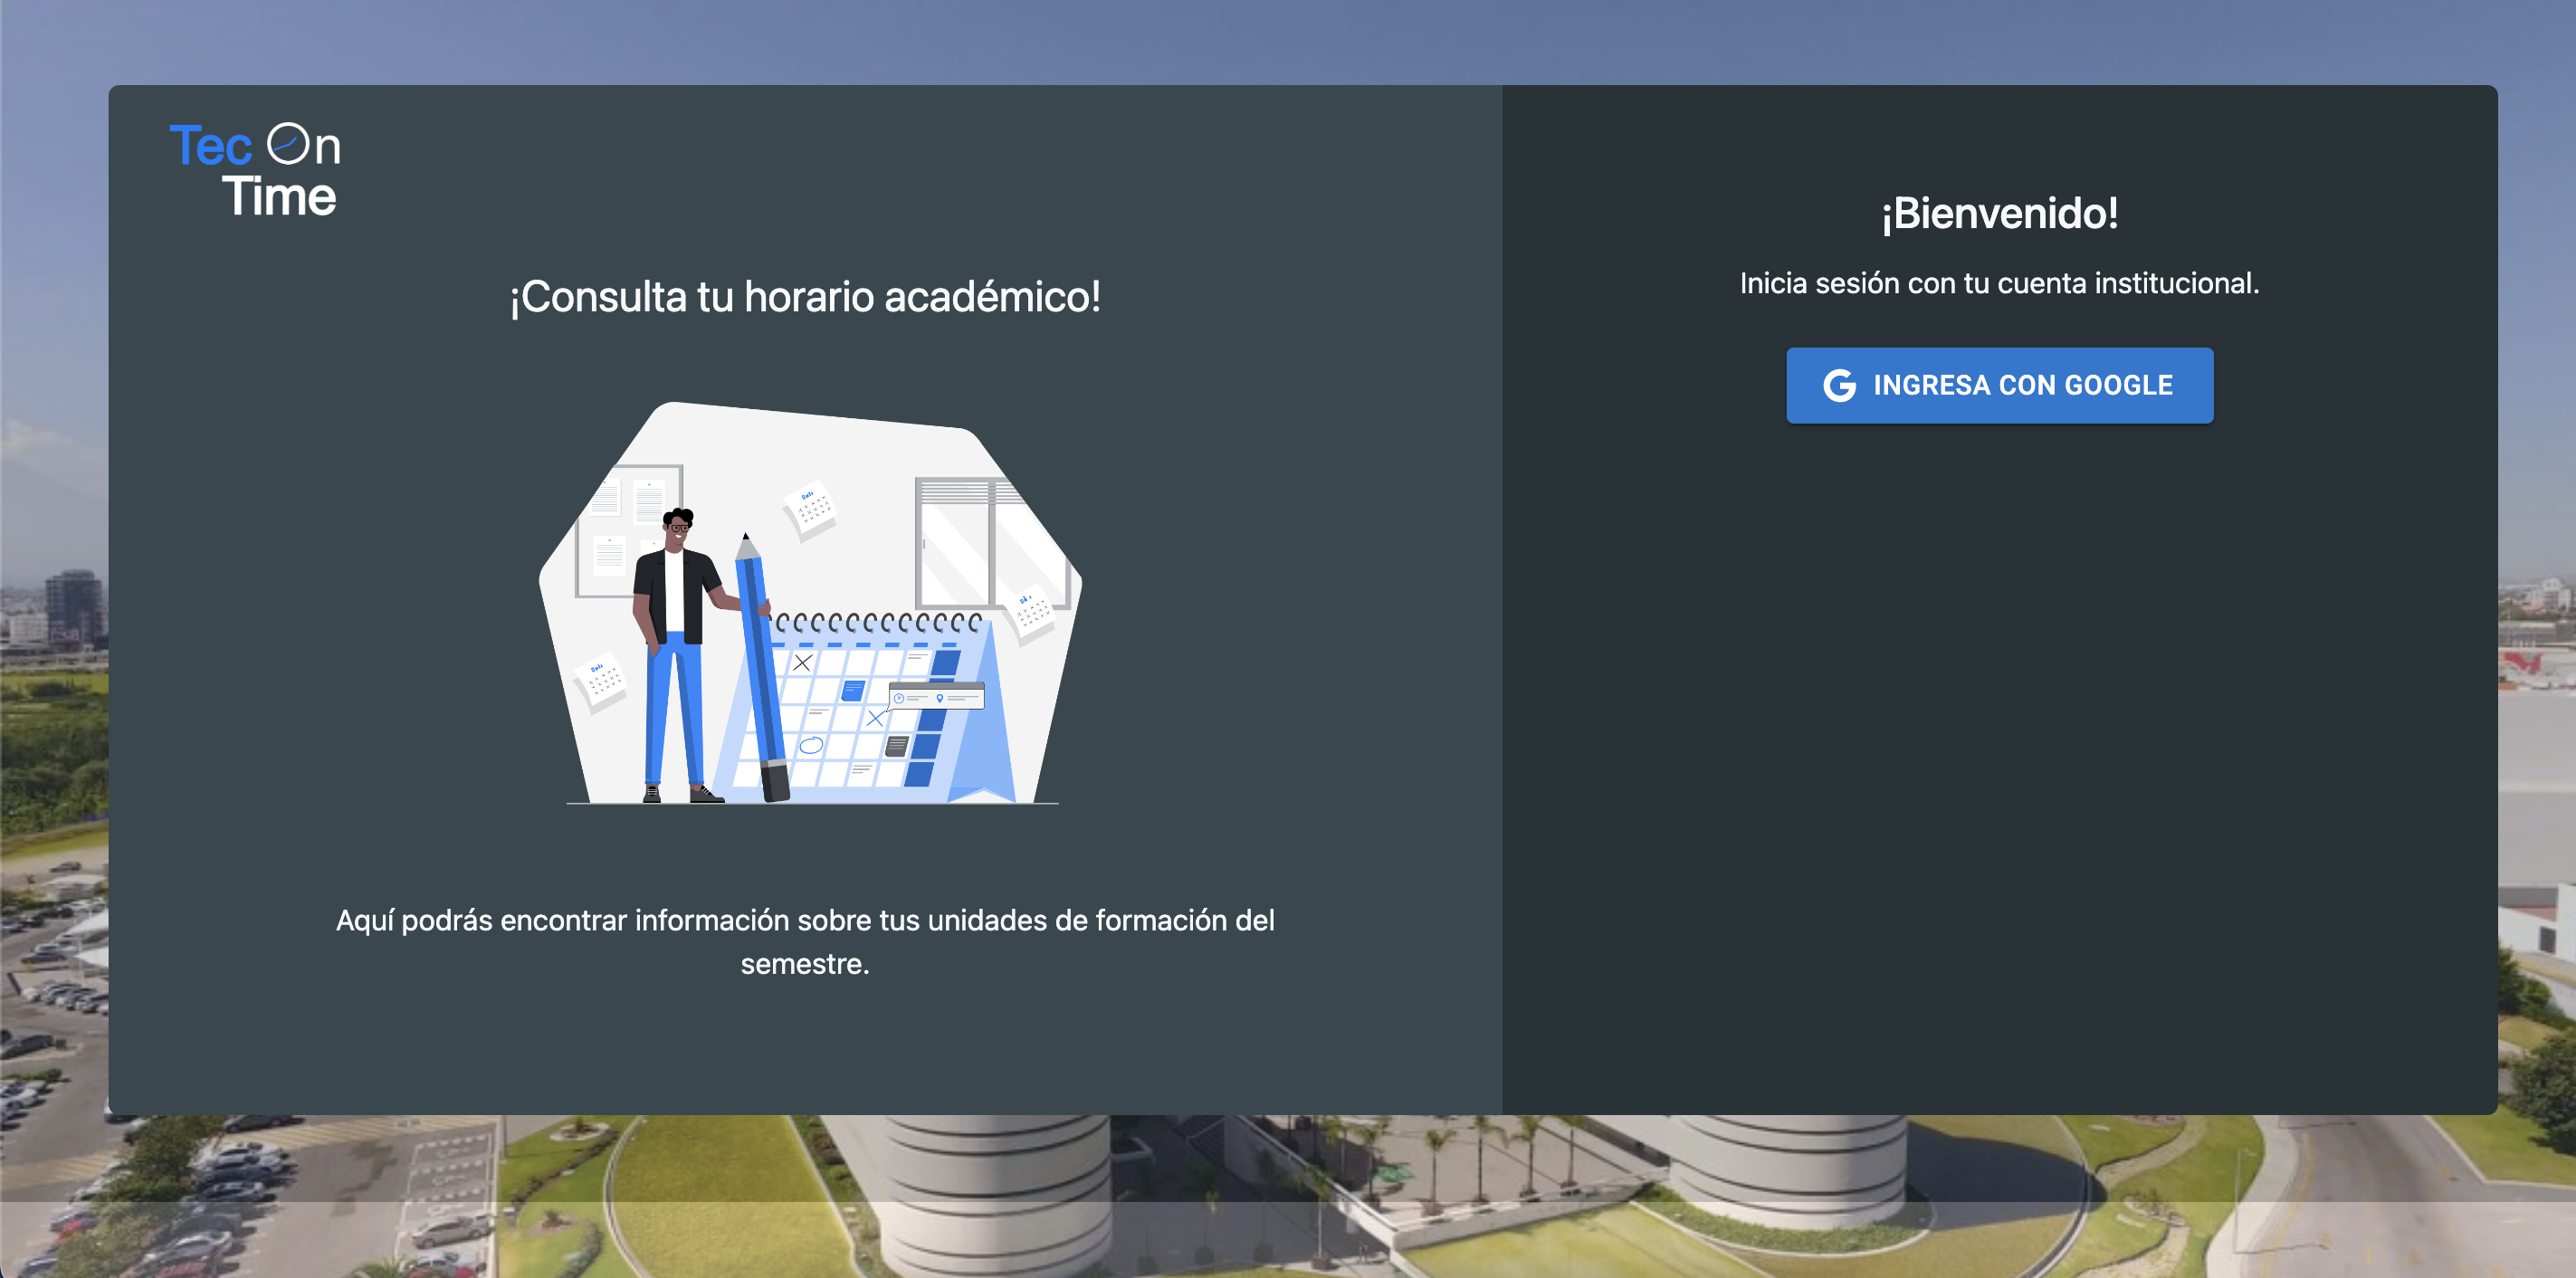 Tec On
Time
¡Consulta tu horario académico!
Aquí podrás encontrar información sobre tus unidades de formación del
semestre.
¡Bienvenido!
Inicia sesión con tu cuenta institucional.
INGRESA CON GOOGLE